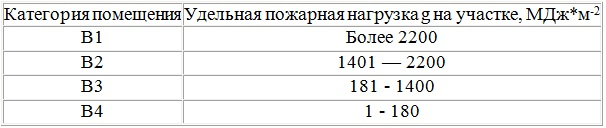 Категория помещения Удельная пожарная нагрузка g на участке, МДж*м-2
В1 Более 2200
В2 1401 — 2200
В3 181 - 1400
В4 1 - 180